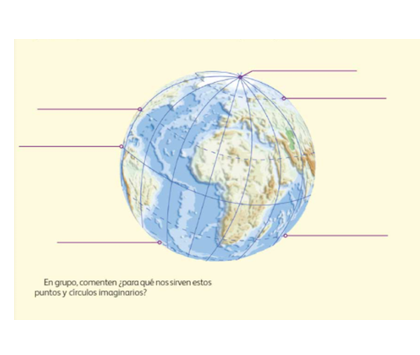 En grupo, comenten ¿para qué nos sirven estos
puntos y círculos imaginarios?